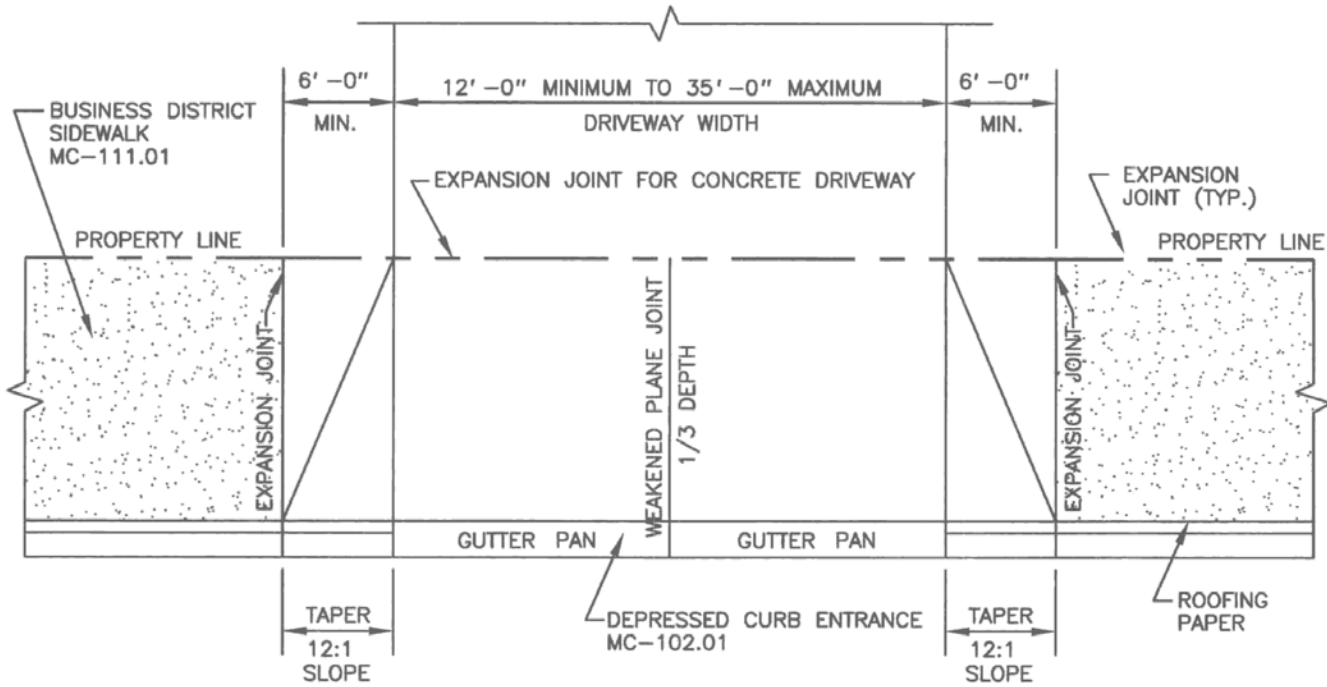 6'-0"
12'-0" MINIMUM TO 35'-0" MAXIMUM
6'-0"
MIN.
DRIVEWAY WIDTH
MIN.
BUSINESS DISTRICT
SIDEWALK
MC-111.01
EXPANSION JOINT FOR CONCRETE DRIVEWAY
EXPANSION
JOINT (TYP.)
PROPERTY LINE
PROPERTY LINE
EXPANSION JOINT
WEAKENED PLANE JOINT
1/3 DEPTH
EXPANSION JOINT
GUTTER PAN
GUTTER PAN
TAPER
12:1
SLOPE
DEPRESSED CURB ENTRANCE
MC-102.01
TAPER
12:1
SLOPE
ROOFING
PAPER